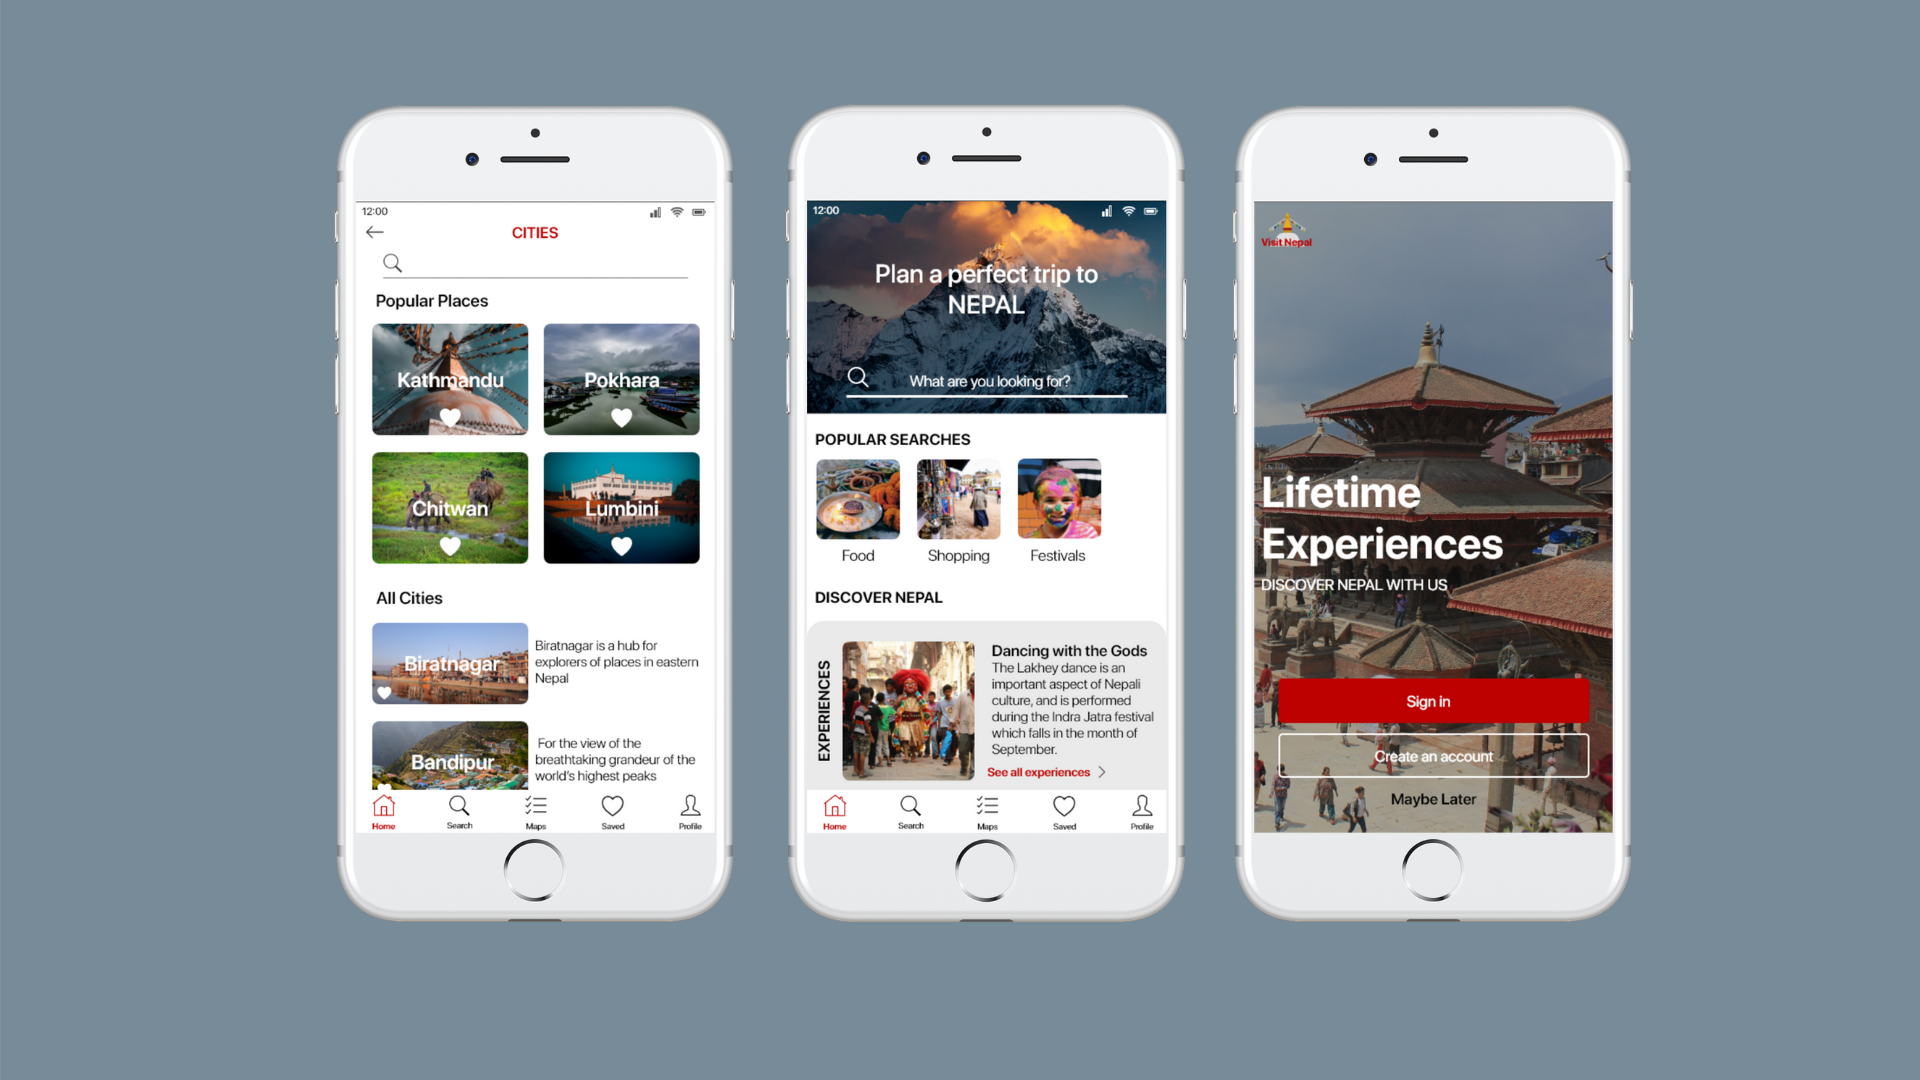 12:00
CITIES
Popular Places
Kathmandu
Pokhara
Chitwan
Lumbini
All Cities
Biratnagar
Biratnagar is a hub for
explorers of places in eastern
Nepal
Bandipur
For the view of the
breathtaking grandeur of the
world's highest peaks
Home
Search
Maps
Saved
Profile
12:00
Plan a perfect trip to
NEPAL
What are you looking for?
POPULAR SEARCHES
Food
Shopping
Festivals
DISCOVER NEPAL
EXPERIENCES
Dancing with the Gods
The Lakhey dance is an
important aspect of Nepali
culture, and is performed
during the Indra Jatra festival
which falls in the month of
September.
See all experiences
Home
Search
Maps
Saved
Profile
Visit Nepal
Lifetime
Experiences
DISCOVER NEPAL WITH US
Sign in
Create an account
Maybe Later